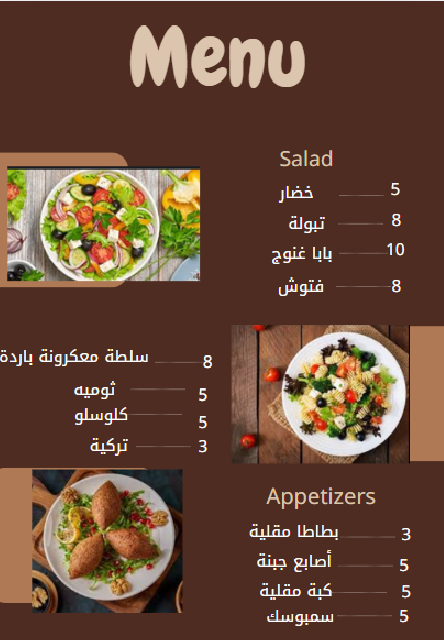 Menu
Salad
خضار 5
تبولة 8
بابا غنوج 10
فتوش 8
سلطة معكرونة باردة 8
ثوميه 5
كلوسلو 5
تركية 3
Appetizers
بطاطا مقلية 3
أصابع جبنة 5
كبة مقلية 5
سمبوسك 5